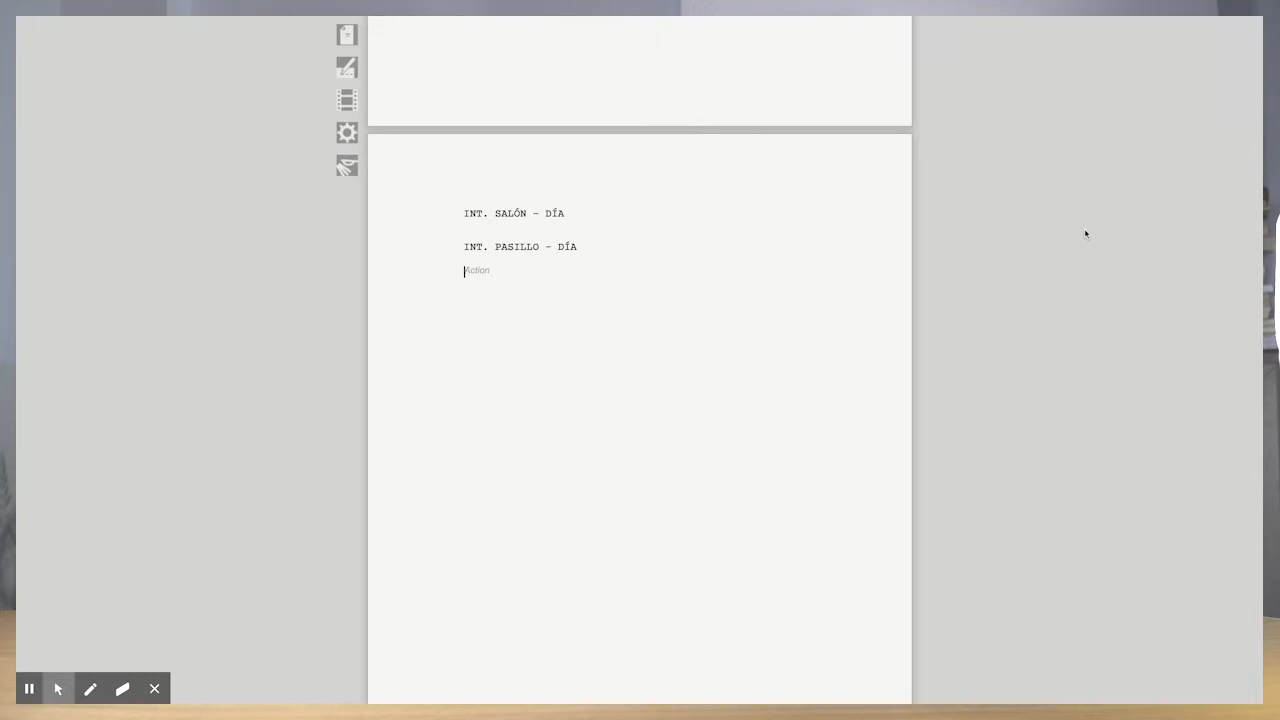 INT. SALÓN - DÍA
INT. PASILLO - DÍA
Action